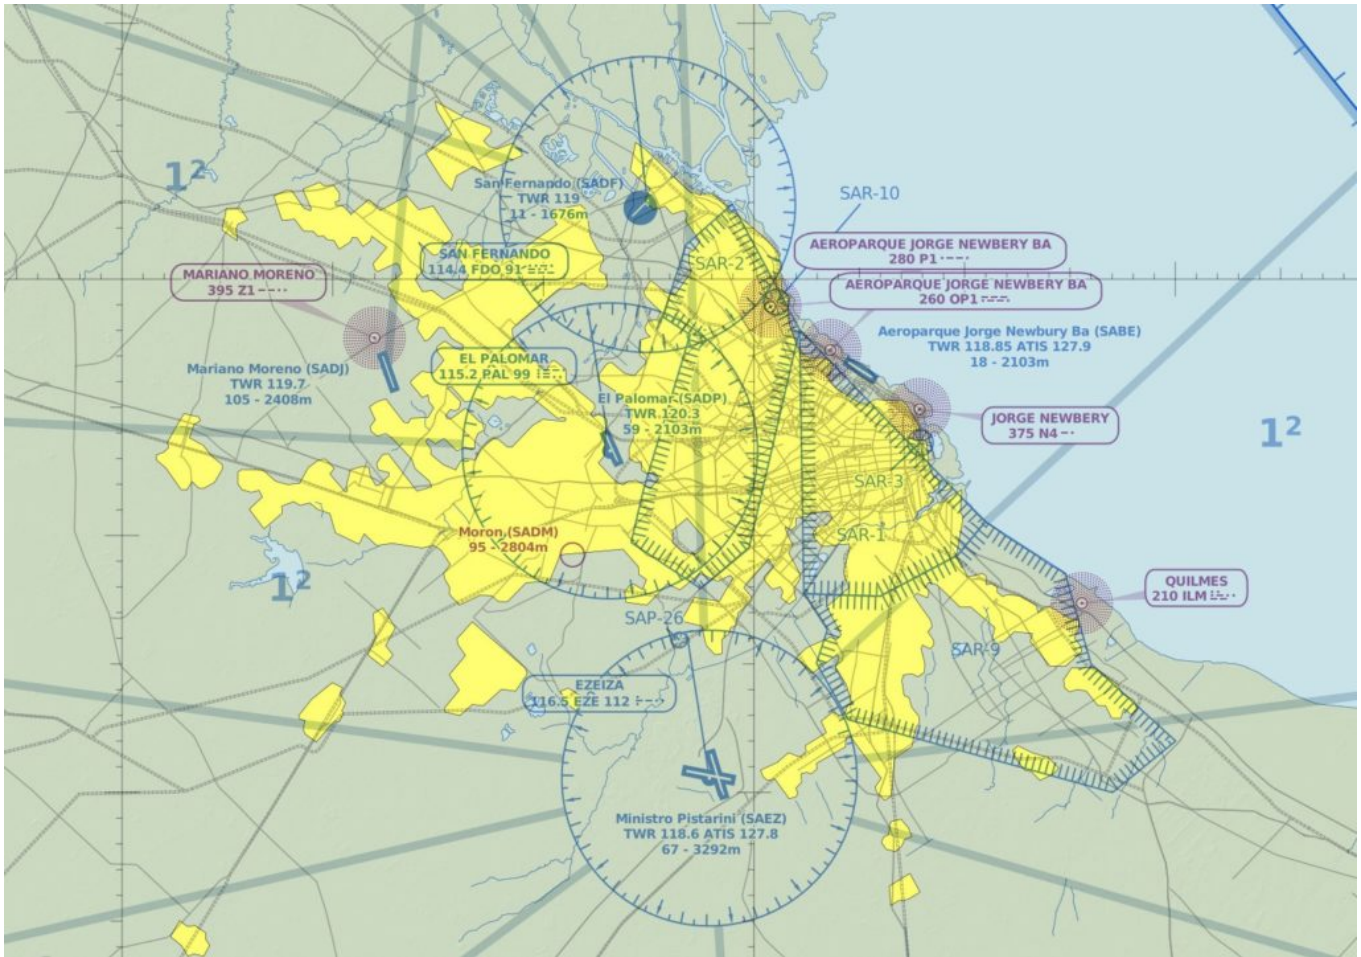 1²
San Fernando (SADF)
TWR 119
11 - 1676m
SAR-10
SAN FERNANDO
114.4 FDO 91
SAR-2
AEROPARQUE JORGE NEWBERY BA
280 P1
MARIANO MORENO
395 Z1
AEROPARQUE JORGE NEWBERY BA
260 OP1
Aeroparque Jorge Newbury Ba (SABE)
TWR 118.85 ATIS 127.9
18 - 2103m
Mariano Moreno (SADJ)
TWR 119.7
105 - 2408m
EL PALOMAR
115.2 PAL 99
El Palomar (SADP)
TWR 120.3
59 - 2103m
JORGE NEWBERY
375 N4
1²
SAR-3
Moron (SADM)
95 - 2804m
SAR-1
1²
QUILMES
210 ILM
SAP-26
SAR-9
EZEIZA
116.5 EZE 112
Ministro Pistarini (SAEZ)
TWR 118.6 ATIS 127.8
67 - 3292m